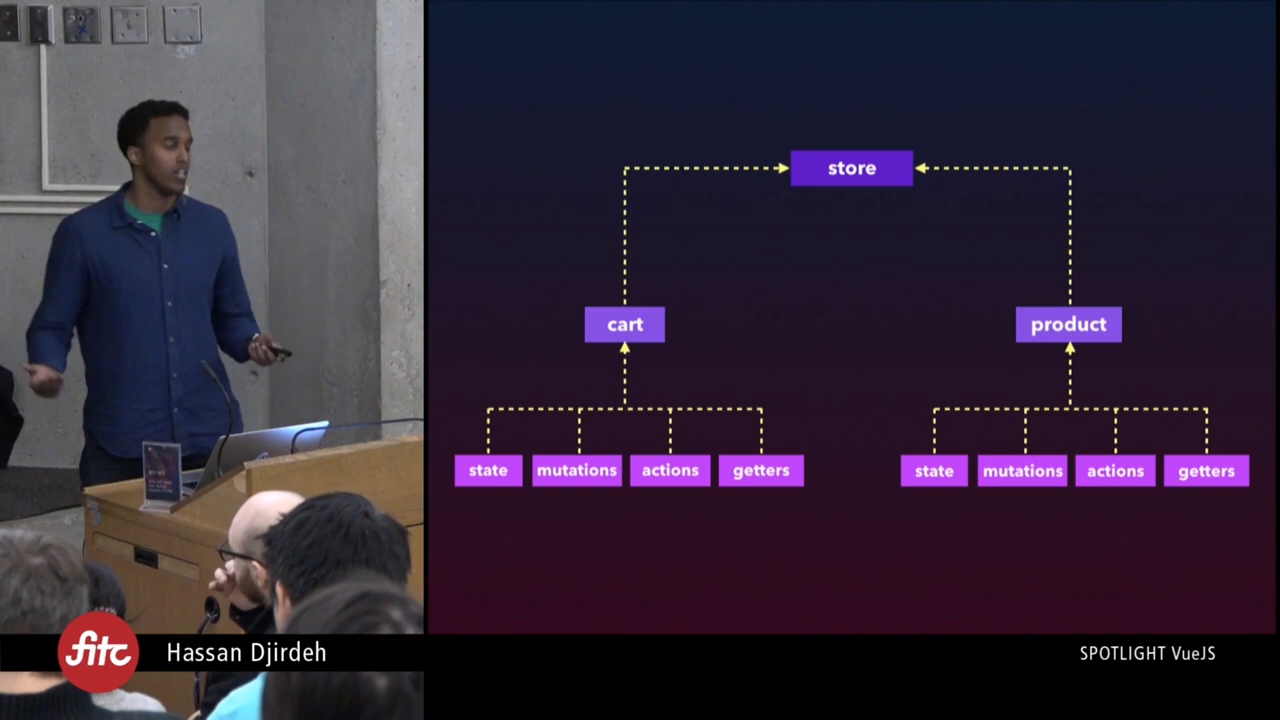 store
cart
product
state
mutations
actions
getters
state
mutations
actions
getters
fitc
Hassan Djirdeh
SPOTLIGHT VueJS